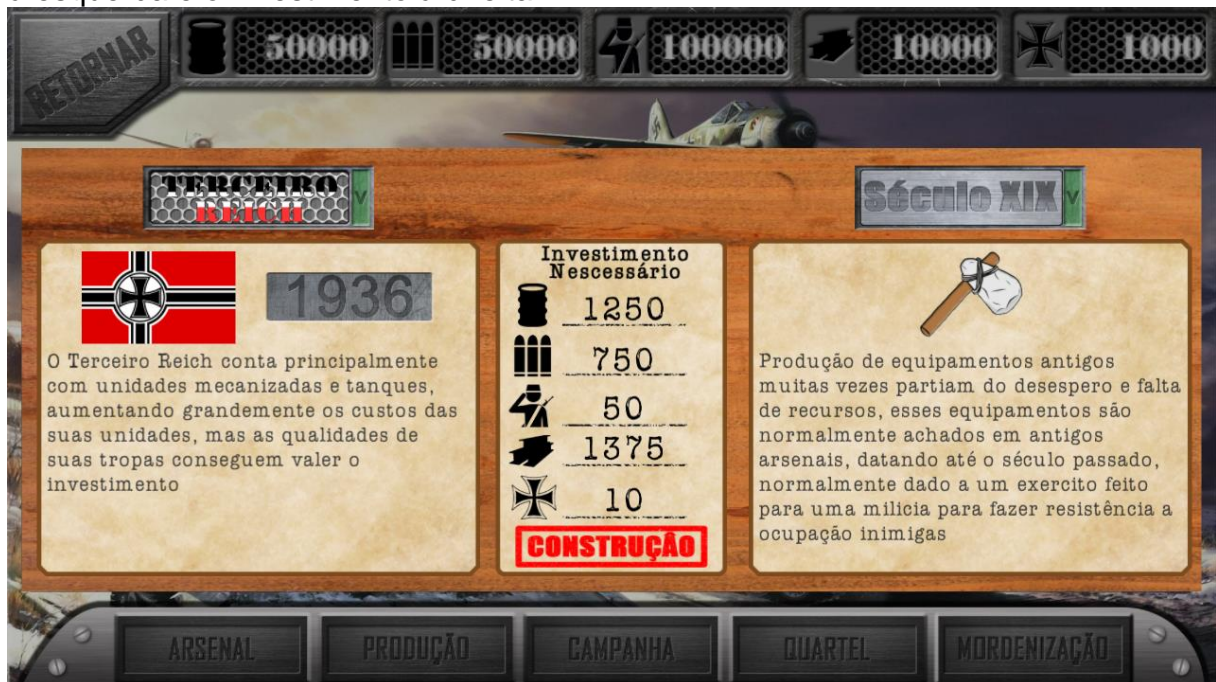 RETORNAR
50000
50000
100000
10000
1000
TERCEIRO
REICH
Século XIX
V
V
1936
O Terceiro Reich conta principalmente
com unidades mecanizadas e tanques,
aumentando grandemente os custos das
suas unidades, mas as qualidades de
suas tropas conseguem valer o
investimento
Investimento
Nescessário
1250
750
50
1375
10
CONSTRUÇÃO
Produção de equipamentos antigos
muitas vezes partiam do desespero e falta
de recursos, esses equipamentos são
normalmente achados em antigos
arsenais, datando até o século passado,
normalmente dado a um exercito feito
para uma milicia para fazer resistência a
ocupação inimigas
ARSENAL
PRODUÇÃO
CAMPANHA
QUARTEL
MORDENIZAÇÃO